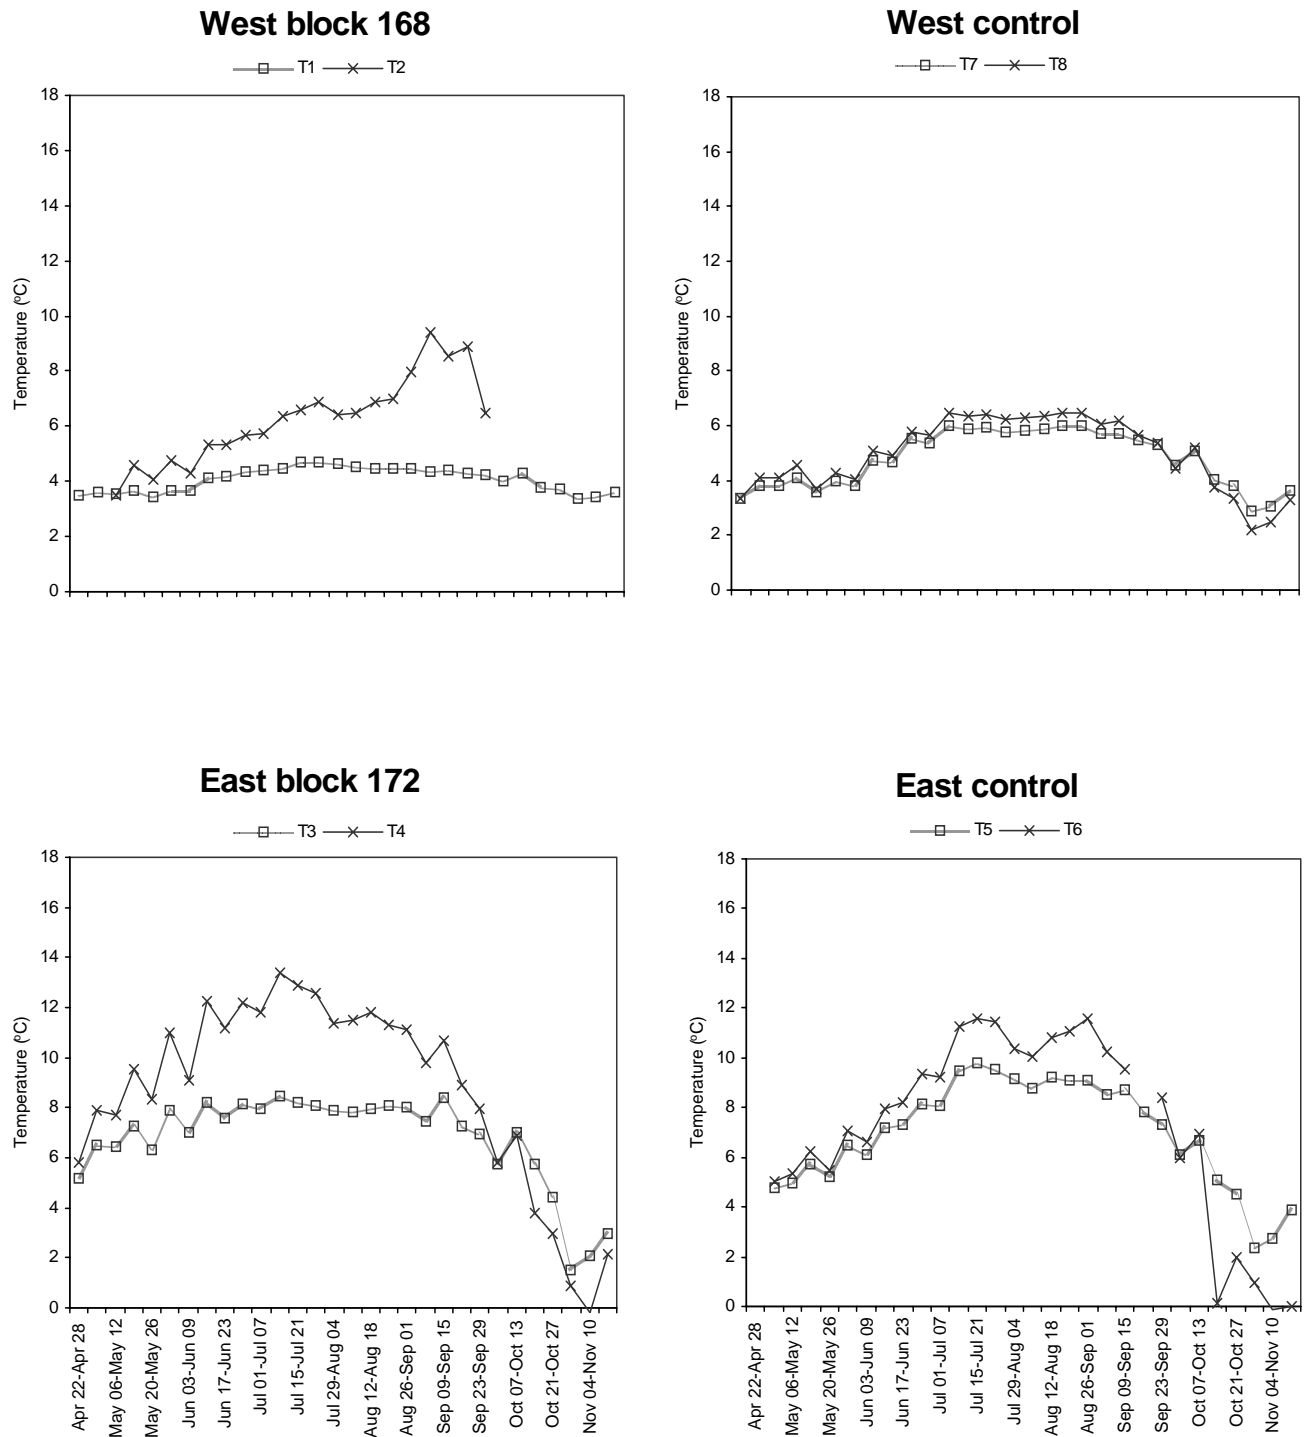 West block 168
T1 T2
18
16
14
12
10
8
6
4
2
0
Temperature (ºC)
West control
T7 T8
18
16
14
12
10
8
6
4
2
0
Temperature (ºC)
East block 172
T3 T4
18
16
14
12
10
8
6
4
2
0
Temperature (ºC)
Apr 22-Apr 28
May 06-May 12
May 20-May 26
Jun 03-Jun 09
Jun 17-Jun 23
Jul 01-Jul 07
Jul 15-Jul 21
Jul 29-Aug 04
Aug 12-Aug 18
Aug 26-Sep 01
Sep 09-Sep 15
Sep 23-Sep 29
Oct 07-Oct 13
Oct 21-Oct 27
Nov 04-Nov 10
East control
T5 T6
18
16
14
12
10
8
6
4
2
0
Temperature (ºC)
Apr 22-Apr 28
May 06-May 12
May 20-May 26
Jun 03-Jun 09
Jun 17-Jun 23
Jul 01-Jul 07
Jul 15-Jul 21
Jul 29-Aug 04
Aug 12-Aug 18
Aug 26-Sep 01
Sep 09-Sep 15
Sep 23-Sep 29
Oct 07-Oct 13
Oct 21-Oct 27
Nov 04-Nov 10